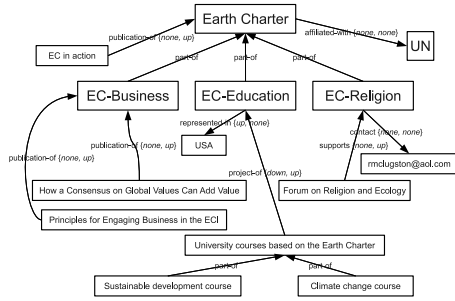 Earth Charter
publication-of {none, up}
affiliated-with {none, none}
EC in action
UN
part-of
part-of
part-of
EC-Business
EC-Education
EC-Religion
represented in {up, none}
contact {none, none}
publication-of {none, up}
supports {none, up}
USA
publication-of {none, up}
rmclugston@aol.com
project-of {down, up}
How a Consensus on Global Values Can Add Value
Forum on Religion and Ecology
Principles for Engaging Business in the ECI
University courses based on the Earth Charter
part-of
part-of
Sustainable development course
Climate change course